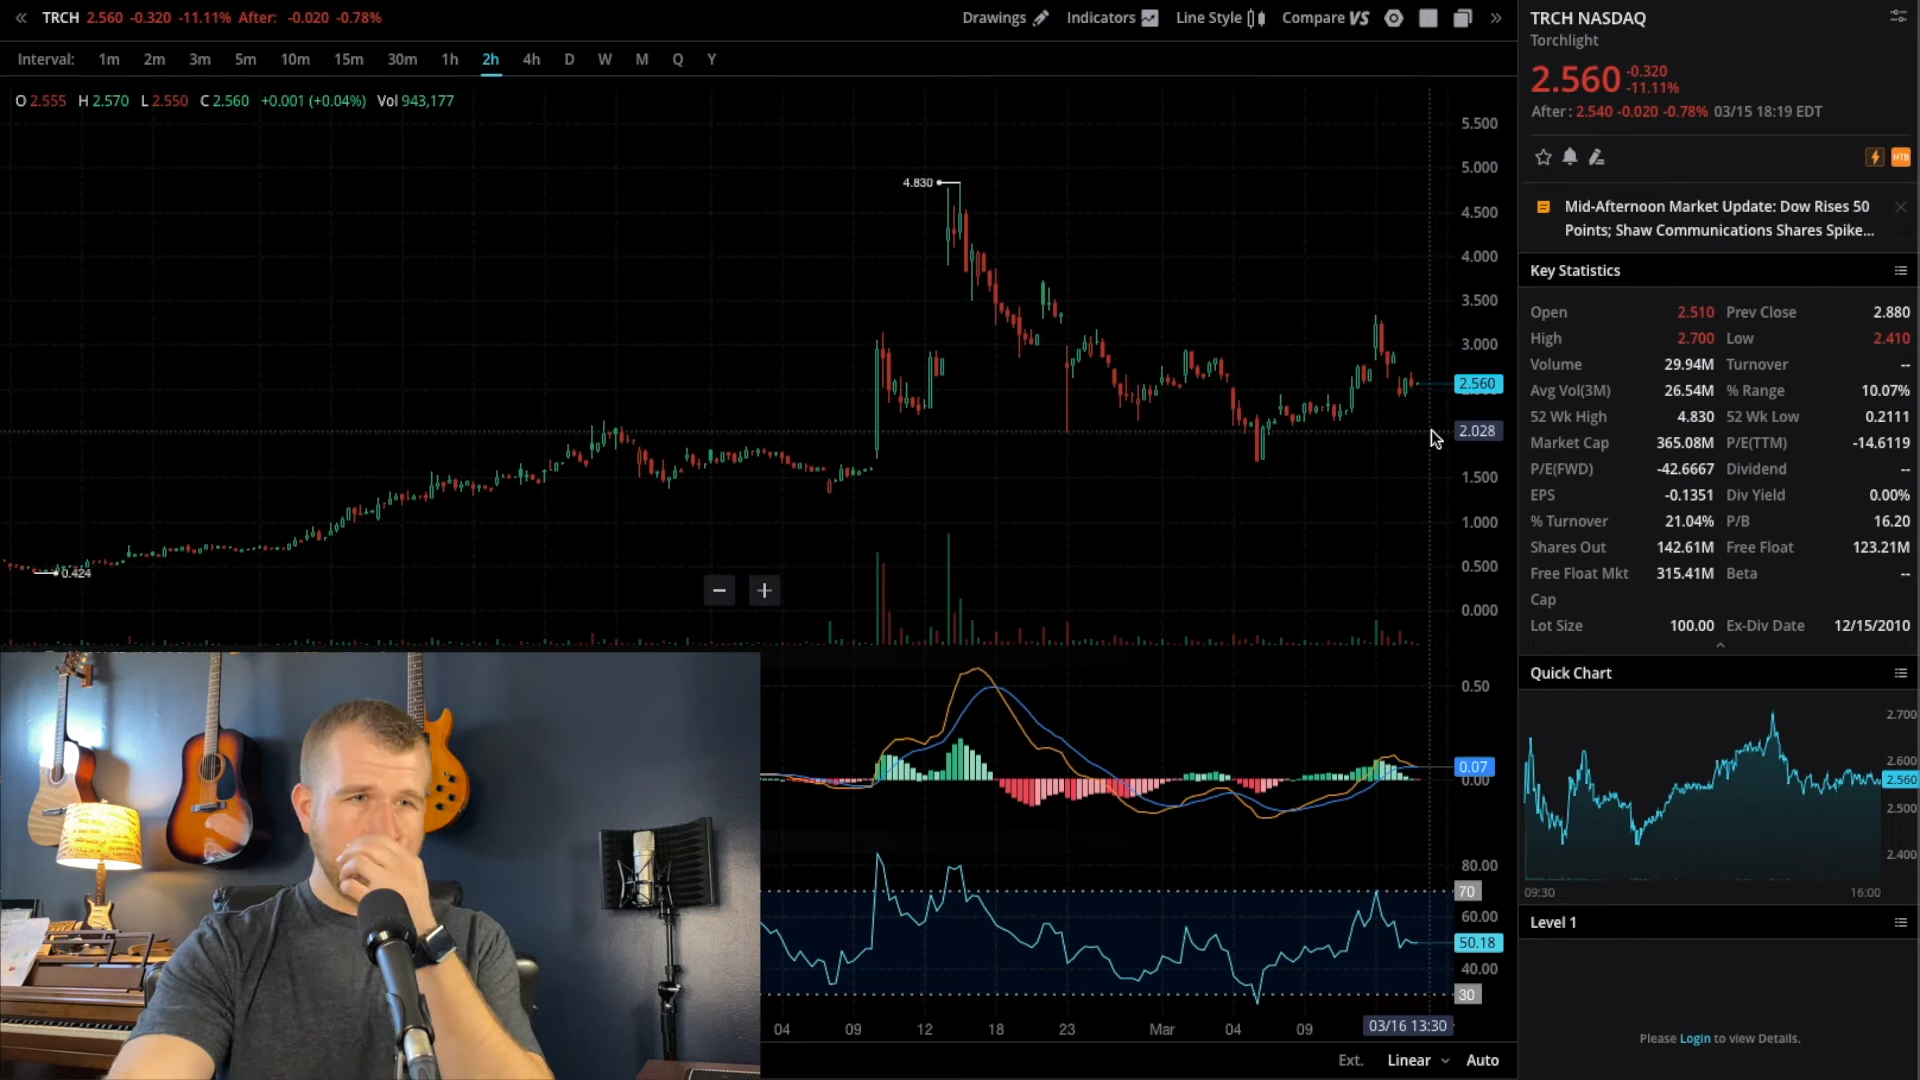 TRCH 2.560 -0.320 -11.11% After: -0.020 -0.78%
Drawings Indicators Line Style Compare VS
Interval: 1m 2m 3m 5m 10m 15m 30m 1h 2h 4h D W M Q Y
O 2.555 H 2.570 L 2.550 C 2.560 +0.001 (+0.04%) Vol 943,177
4.830
0.424
5.500
5.000
4.500
4.000
3.500
3.000
2.560
2.028
1.500
1.000
0.500
0.000
0.50
0.07
0.00
80.00
70
60.00
50.18
40.00
30
04 09 12 18 23 Mar 04 09 03/16 13:30
Ext. Linear Auto
TRCH NASDAQ
Torchlight
2.560 -0.320
-11.11%
After : 2.540 -0.020 -0.78% 03/15 18:19 EDT
HTB
Mid-Afternoon Market Update: Dow Rises 50
Points; Shaw Communications Shares Spike...
Key Statistics
Open 2.510 Prev Close 2.880
High 2.700 Low 2.410
Volume 29.94M Turnover --
Avg Vol(3M) 26.54M % Range 10.07%
52 Wk High 4.830 52 Wk Low 0.2111
Market Cap 365.08M P/E(TTM) -14.6119
P/E(FWD) -42.6667 Dividend --
EPS -0.1351 Div Yield 0.00%
% Turnover 21.04% P/B 16.20
Shares Out 142.61M Free Float 123.21M
Free Float Mkt 315.41M Beta --
Cap
Lot Size 100.00 Ex-Div Date 12/15/2010
Quick Chart
2.700
2.600
2.560
2.500
2.400
09:30 16:00
Level 1
Please Login to view Details.